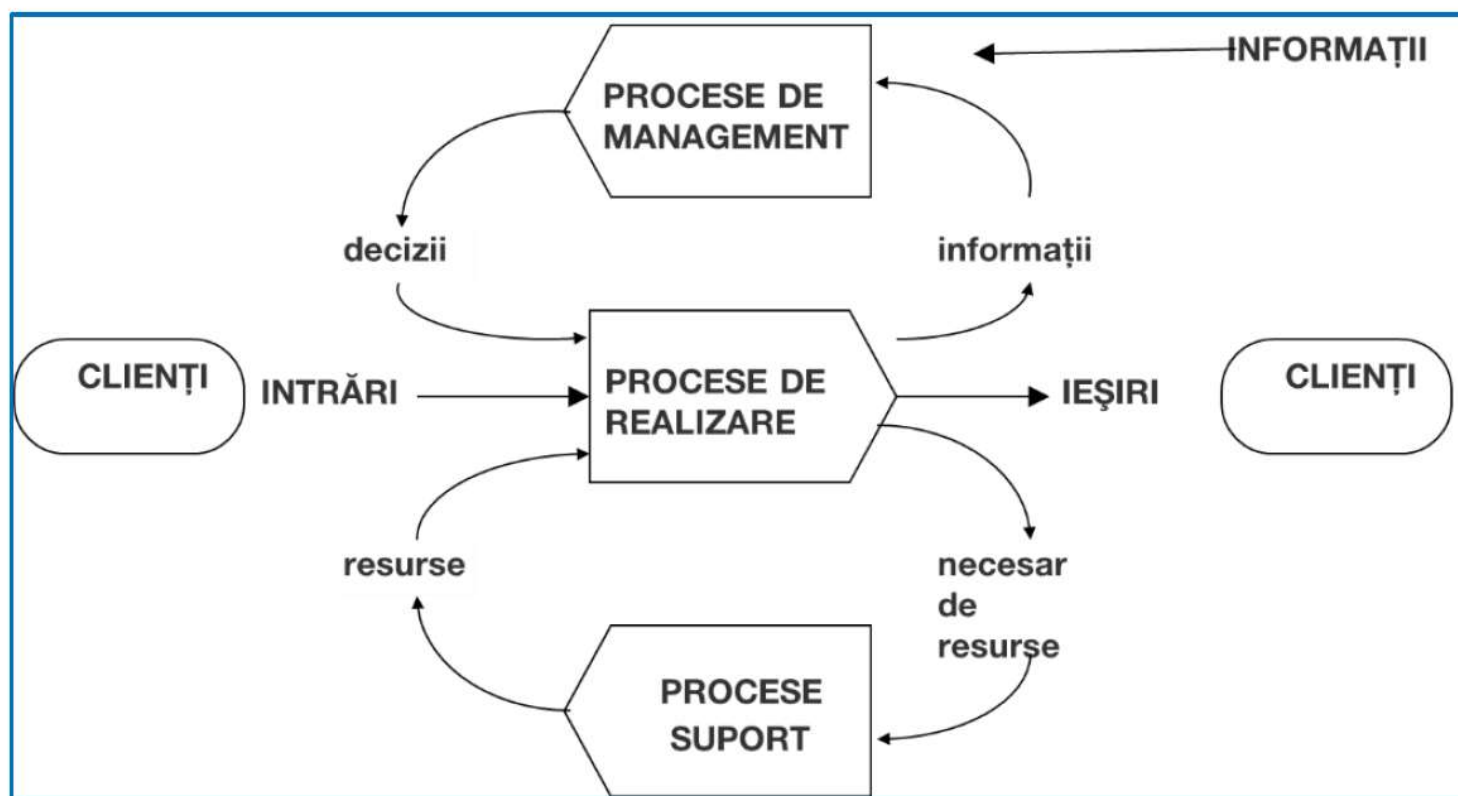 INFORMAȚII
PROCESE DE
MANAGEMENT
decizii
informații
CLIENȚI
INTRĂRI
PROCESE DE
REALIZARE
IEŞIRI
CLIENȚI
resurse
necesar
de
resurse
PROCESE
SUPORT